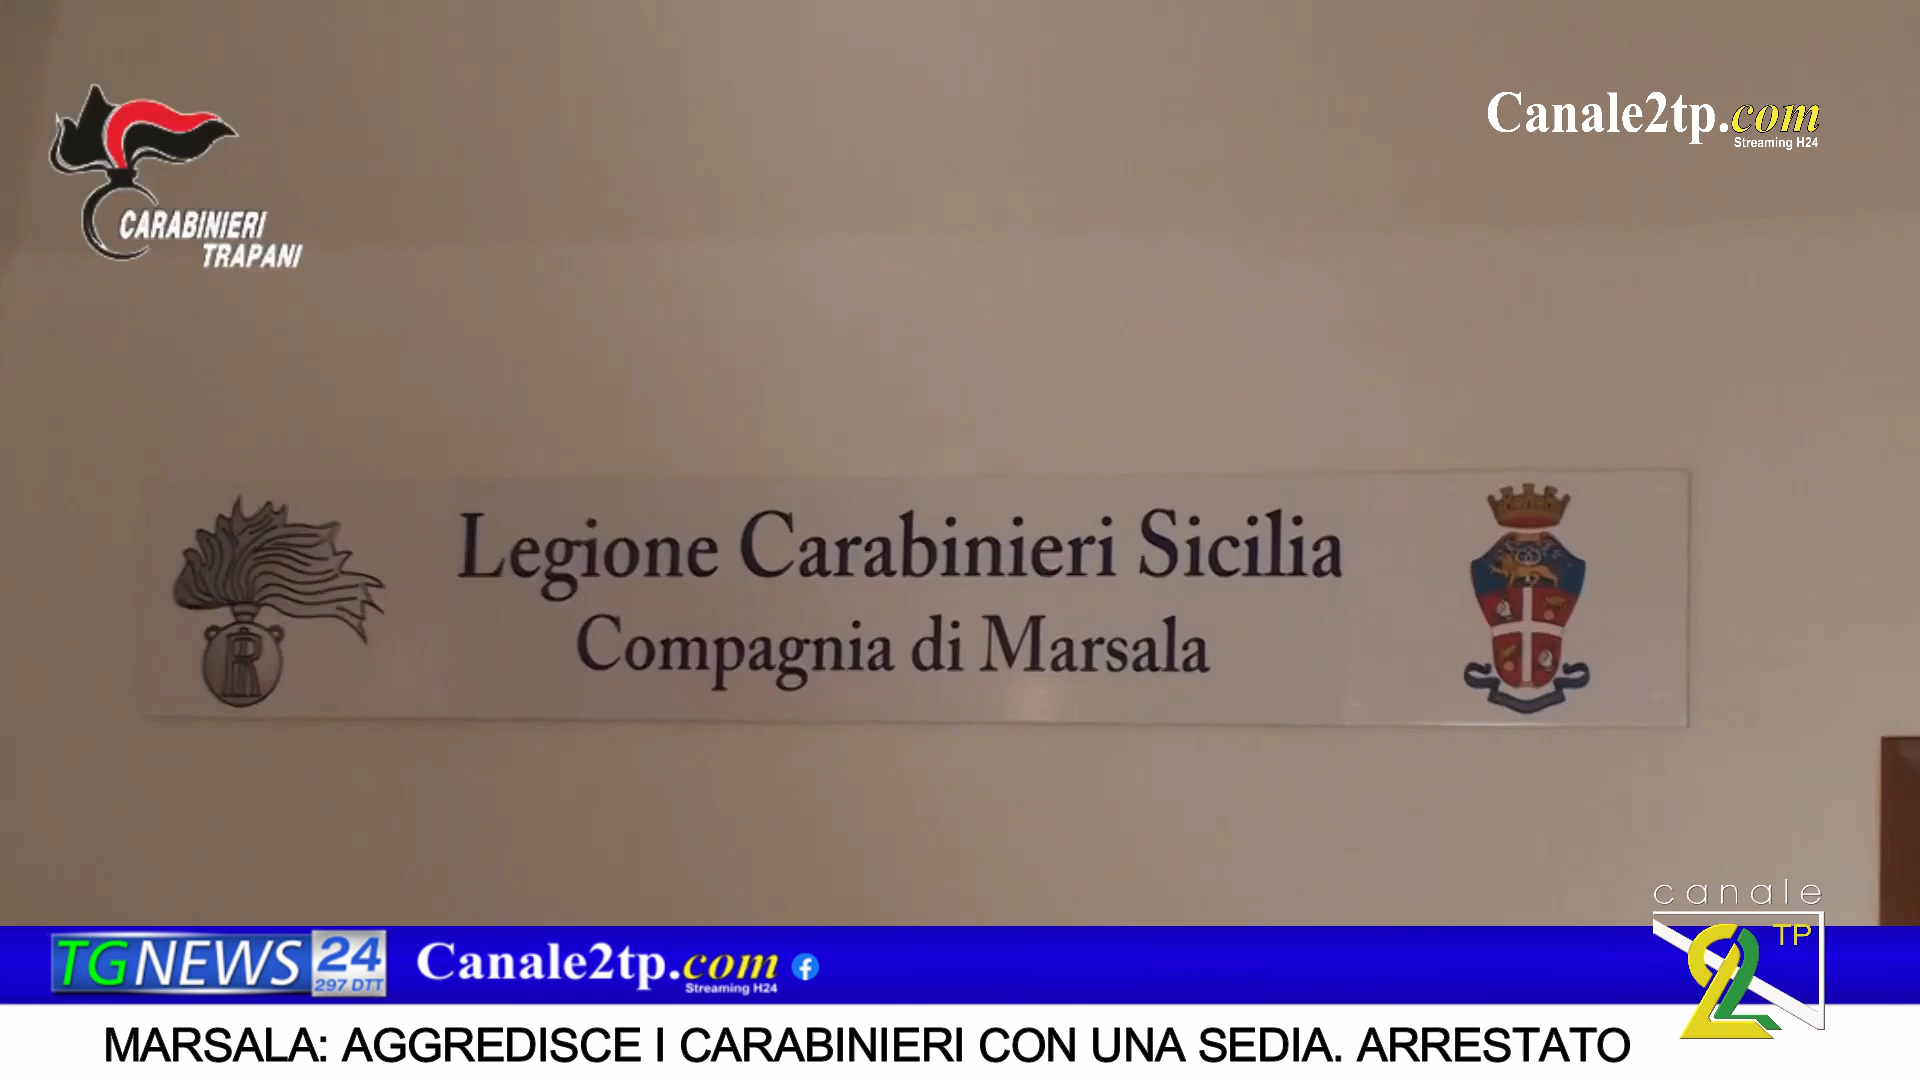 CARABINIERI
TRAPANI
Canale2tp.com
Streaming H24
Legione Carabinieri Sicilia
Compagnia di Marsala
canale
2 TP
TGNEWS 24
297 DTT
Canale2tp.com
Streaming H24
MARSALA: AGGREDISCE I CARABINIERI CON UNA SEDIA. ARRESTATO